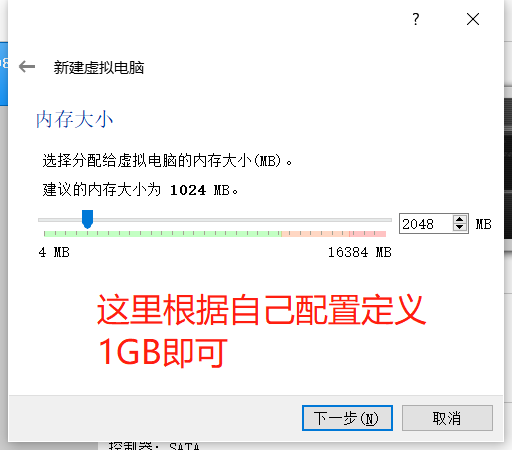 ?
新建虚拟电脑
内存大小
选择分配给虚拟电脑的内存大小(MB)。
建议的内存大小为 1024 MB。
2048 MB
4 MB 16384 MB
这里根据自己配置定义
1GB即可
下一步(N) 取消
控制器: SATA